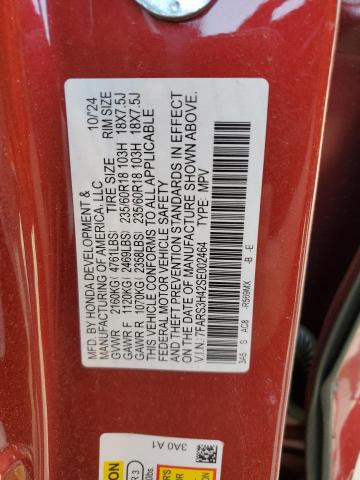 MFD. BY HONDA DEVELOPMENT &
MANUFACTURING OF AMERICA, LLC 10/'24
TIRE SIZE RIM SIZE
GVWR 2160KG( 4761LBS)
GAWR F 1120KG( 2469LBS) 235/60R18 103H 18X7.5J
GAWR R 1070KG( 2358LBS) 235/60R18 103H 18X7.5J
THIS VEHICLE CONFORMS TO ALL APPLICABLE
FEDERAL MOTOR VEHICLE SAFETY
AND THEFT PREVENTION STANDARDS IN EFFECT
ON THE DATE OF MANUFACTURE SHOWN ABOVE.
V.I.N.: 7FARS3H42SE002464 TYPE: MPV
3A5 S AC8 -R569MX -B -E
3A0 A1